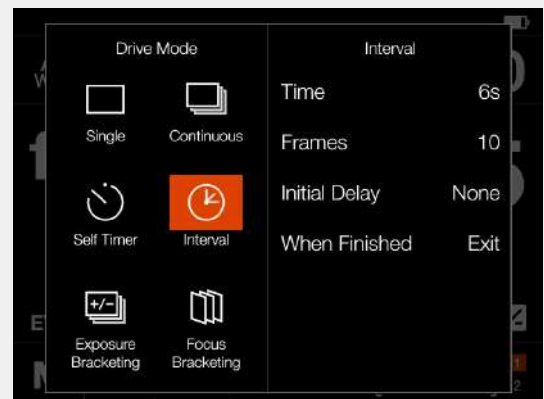 Drive Mode
Single
Continuous
Self Timer
Interval
+/-
Exposure
Bracketing
Focus
Bracketing
Interval
Time 6s
Frames 10
Initial Delay None
When Finished Exit